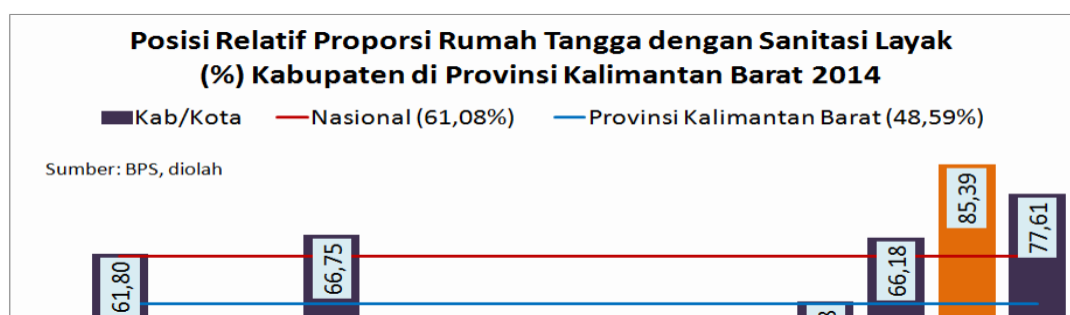 Posisi Relatif Proporsi Rumah Tangga dengan Sanitasi Layak
(%) Kabupaten di Provinsi Kalimantan Barat 2014
Kab/Kota Nasional (61,08%) Provinsi Kalimantan Barat (48,59%)
Sumber: BPS, diolah
61,80
66,75
66,18
85,39
77,61